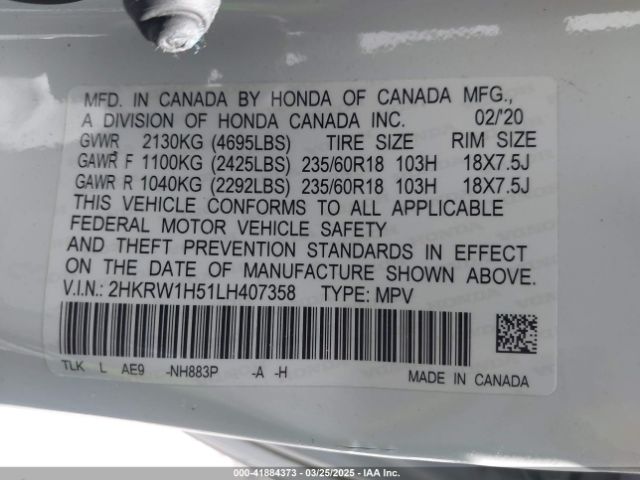 MFD. IN CANADA BY HONDA OF CANADA MFG.,
A DIVISION OF HONDA CANADA INC. 02/'20
GVWR 2130KG (4695LBS) TIRE SIZE RIM SIZE
GAWR F 1100KG (2425LBS) 235/60R18 103H 18X7.5J
GAWR R 1040KG (2292LBS) 235/60R18 103H 18X7.5J
THIS VEHICLE CONFORMS TO ALL APPLICABLE
FEDERAL MOTOR VEHICLE SAFETY
AND THEFT PREVENTION STANDARDS IN EFFECT
ON THE DATE OF MANUFACTURE SHOWN ABOVE.
V.I.N.: 2HKRW1H51LH407358 TYPE: MPV
TLK L AE9 -NH883P -A -H
MADE IN CANADA
000-41884373 — 03/25/2025 — IAA Inc.